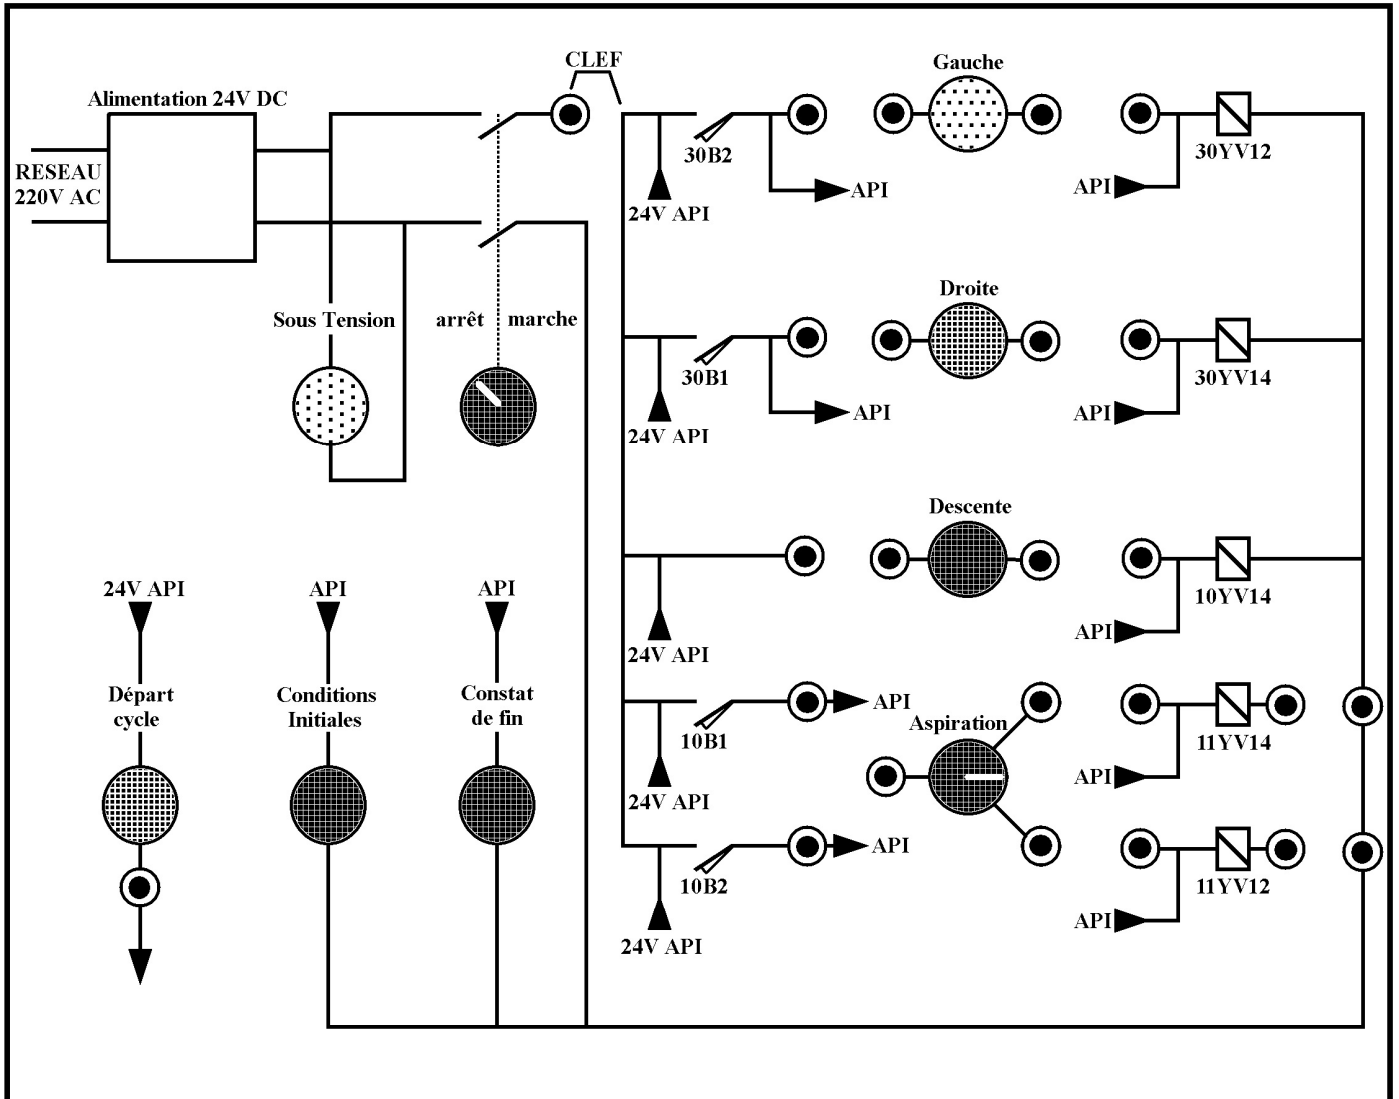 CLEF
Gauche
Alimentation 24V DC
RESEAU
220V AC
30B2
30YV12
API
API
24V API
Droite
Sous Tension
arrêt
marche
30B1
30YV14
API
API
24V API
Descente
24V API
API
API
10YV14
API
24V API
Départ
cycle
Conditions
Initiales
Constat
de fin
API
Aspiration
10B1
11YV14
API
24V API
API
10B2
11YV12
API
24V API